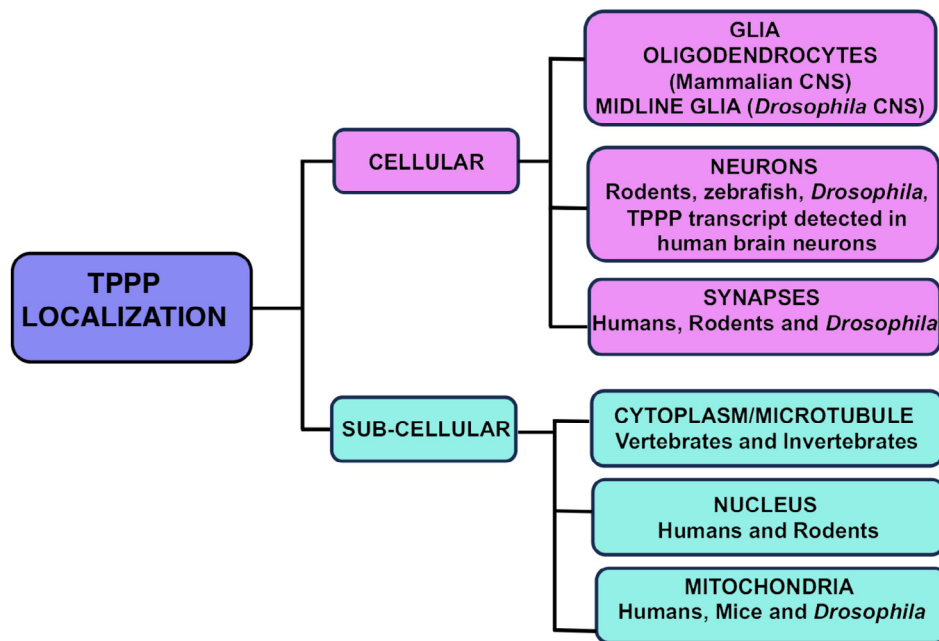 TPPP
LOCALIZATION
CELLULAR
GLIA
OLIGODENDROCYTES
(Mammalian CNS)
MIDLINE GLIA (Drosophila CNS)
NEURONS
Rodents, zebrafish, Drosophila,
TPPP transcript detected in
human brain neurons
SYNAPSES
Humans, Rodents and Drosophila
SUB-CELLULAR
CYTOPLASM/MICROTUBULE
Vertebrates and Invertebrates
NUCLEUS
Humans and Rodents
MITOCHONDRIA
Humans, Mice and Drosophila